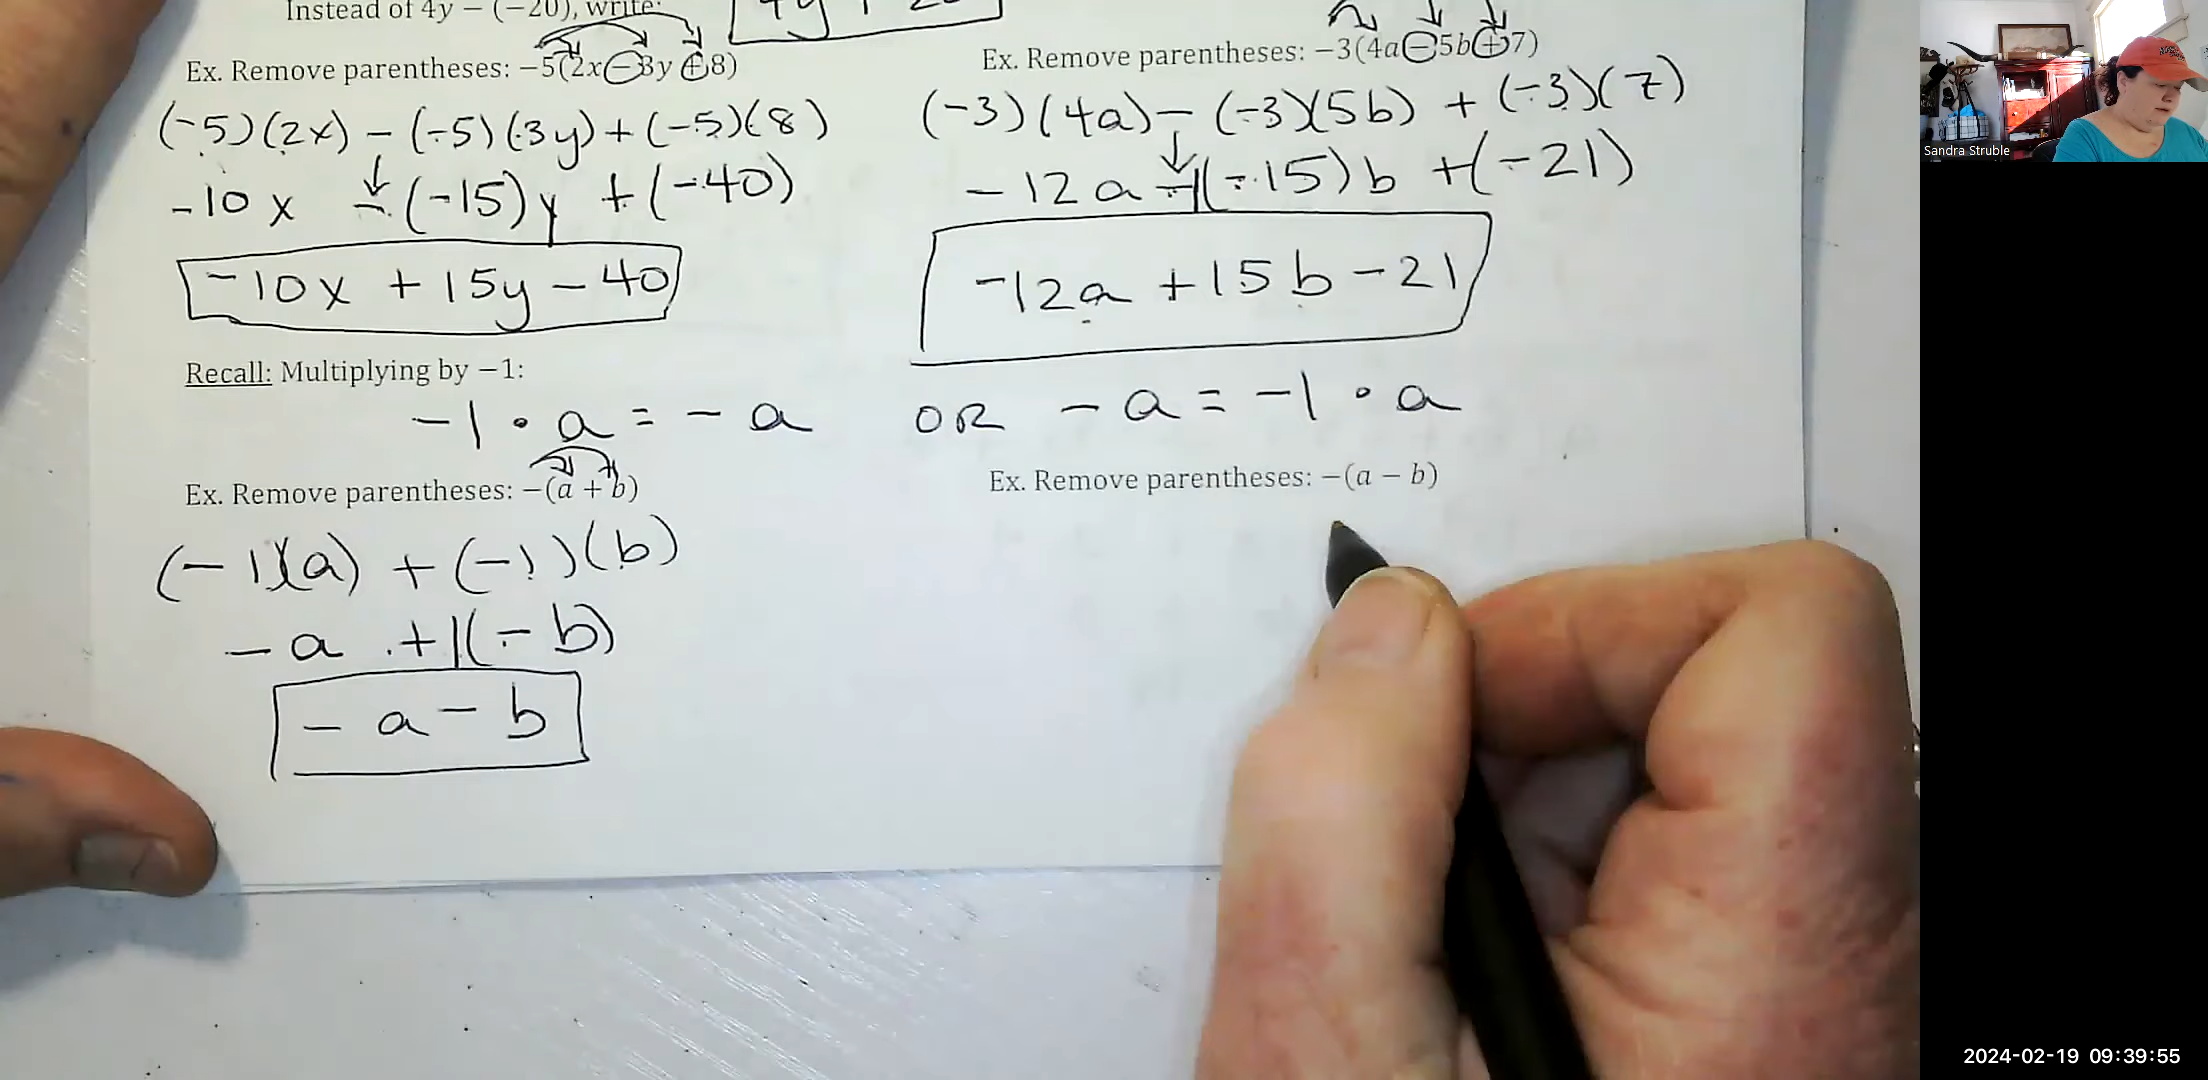 Instead of 4y − (−20), write:
Ex. Remove parentheses: −5(2x − 3y + 8)
(−5)(2x) − (−5)(3y) + (−5)(8)
−10x − (−15)y + (−40)
−10x + 15y − 40
Ex. Remove parentheses: −3(4a − 5b + 7)
(−3)(4a) − (−3)(5b) + (−3)(7)
−12a − (−15)b + (−21)
−12a + 15b − 21
Recall: Multiplying by −1:
−1 • a = − a OR − a = −1 • a
Ex. Remove parentheses: −(a + b)
(−1)(a) + (−1)(b)
− a + (− b)
− a − b
Ex. Remove parentheses: −(a − b)
Sandra Struble
2024-02-19 09:39:55